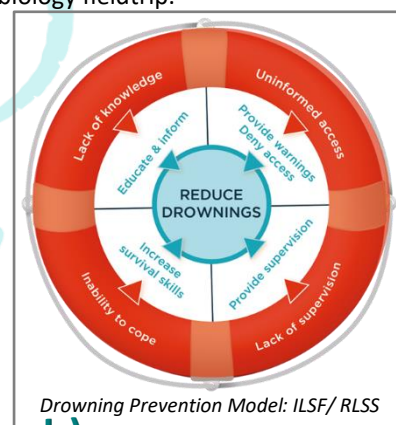 biology fieldtrip.
Lack of knowledge
Uninformed access
Educate & inform
Provide warnings
Deny access
REDUCE
DROWNINGS
Increase
survival skills
Provide supervision
Inability to cope
Lack of supervision
Drowning Prevention Model: ILSF/ RLSS